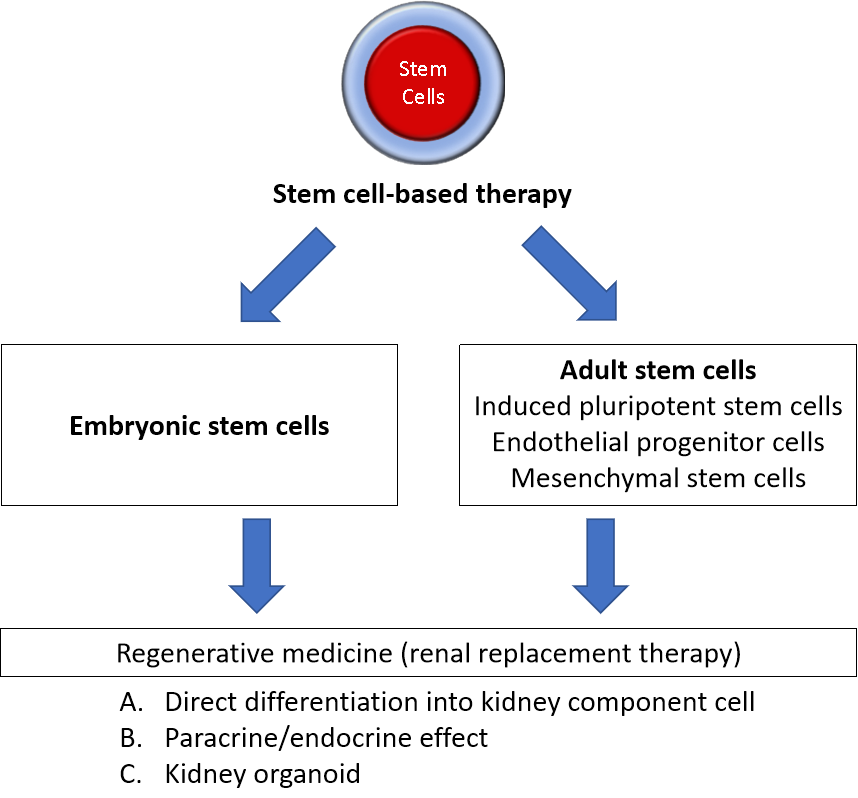 Stem
Cells
Stem cell-based therapy
Embryonic stem cells
Adult stem cells
Induced pluripotent stem cells
Endothelial progenitor cells
Mesenchymal stem cells
Regenerative medicine (renal replacement therapy)
A. Direct differentiation into kidney component cell
B. Paracrine/endocrine effect
C. Kidney organoid